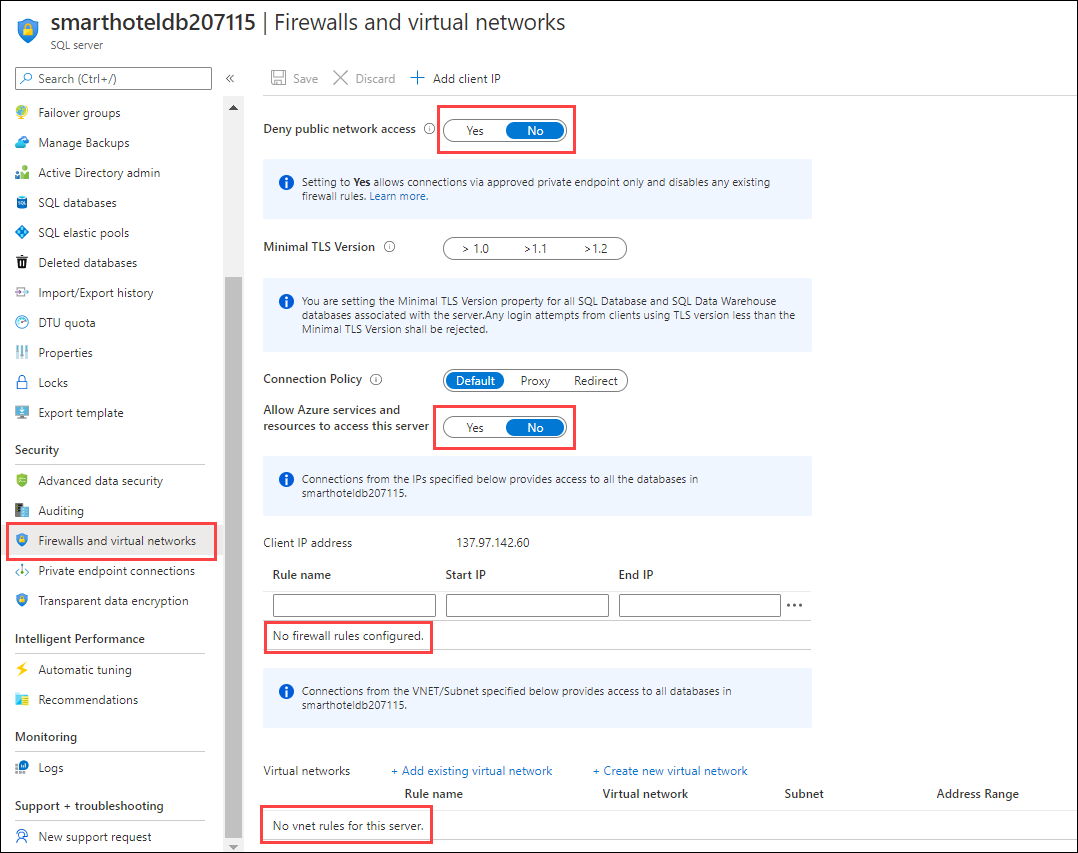 smarthoteldb207115 | Firewalls and virtual networks
SQL server
Search (Ctrl+/)
«
Save
Discard
Add client IP
Failover groups
Manage Backups
Active Directory admin
SQL databases
SQL elastic pools
Deleted databases
Import/Export history
DTU quota
Properties
Locks
Export template
Security
Advanced data security
Auditing
Firewalls and virtual networks
Private endpoint connections
Transparent data encryption
Intelligent Performance
Automatic tuning
Recommendations
Monitoring
Logs
Support + troubleshooting
New support request
Deny public network access
Yes No
Setting to Yes allows connections via approved private endpoint only and disables any existing
firewall rules. Learn more.
Minimal TLS Version
> 1.0 >1.1 >1.2
You are setting the Minimal TLS Version property for all SQL Database and SQL Data Warehouse
databases associated with the server.Any login attempts from clients using TLS version less than the
Minimal TLS Version shall be rejected.
Connection Policy
Default Proxy Redirect
Allow Azure services and
resources to access this server
Yes No
Connections from the IPs specified below provides access to all the databases in
smarthoteldb207115.
Client IP address 137.97.142.60
Rule name Start IP End IP
No firewall rules configured.
Connections from the VNET/Subnet specified below provides access to all databases in
smarthoteldb207115.
Virtual networks + Add existing virtual network + Create new virtual network
Rule name Virtual network Subnet Address Range
No vnet rules for this server.